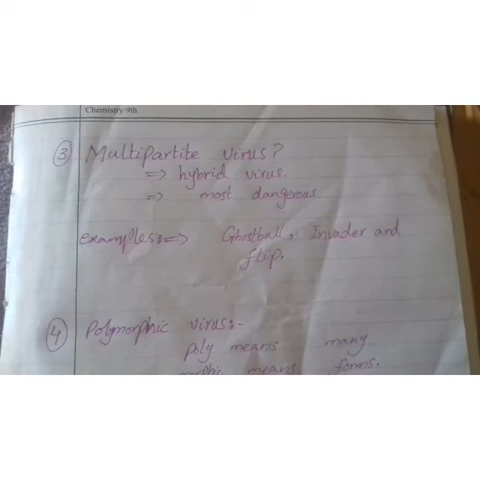 Chemistry 9th
③ Multipartite virus?
=> hybrid virus.
=> most dangerous.
examples:=> Ghostball, Invader and
flip.
④ Polymorphic virus:-
poly means many.
morphic means forms.